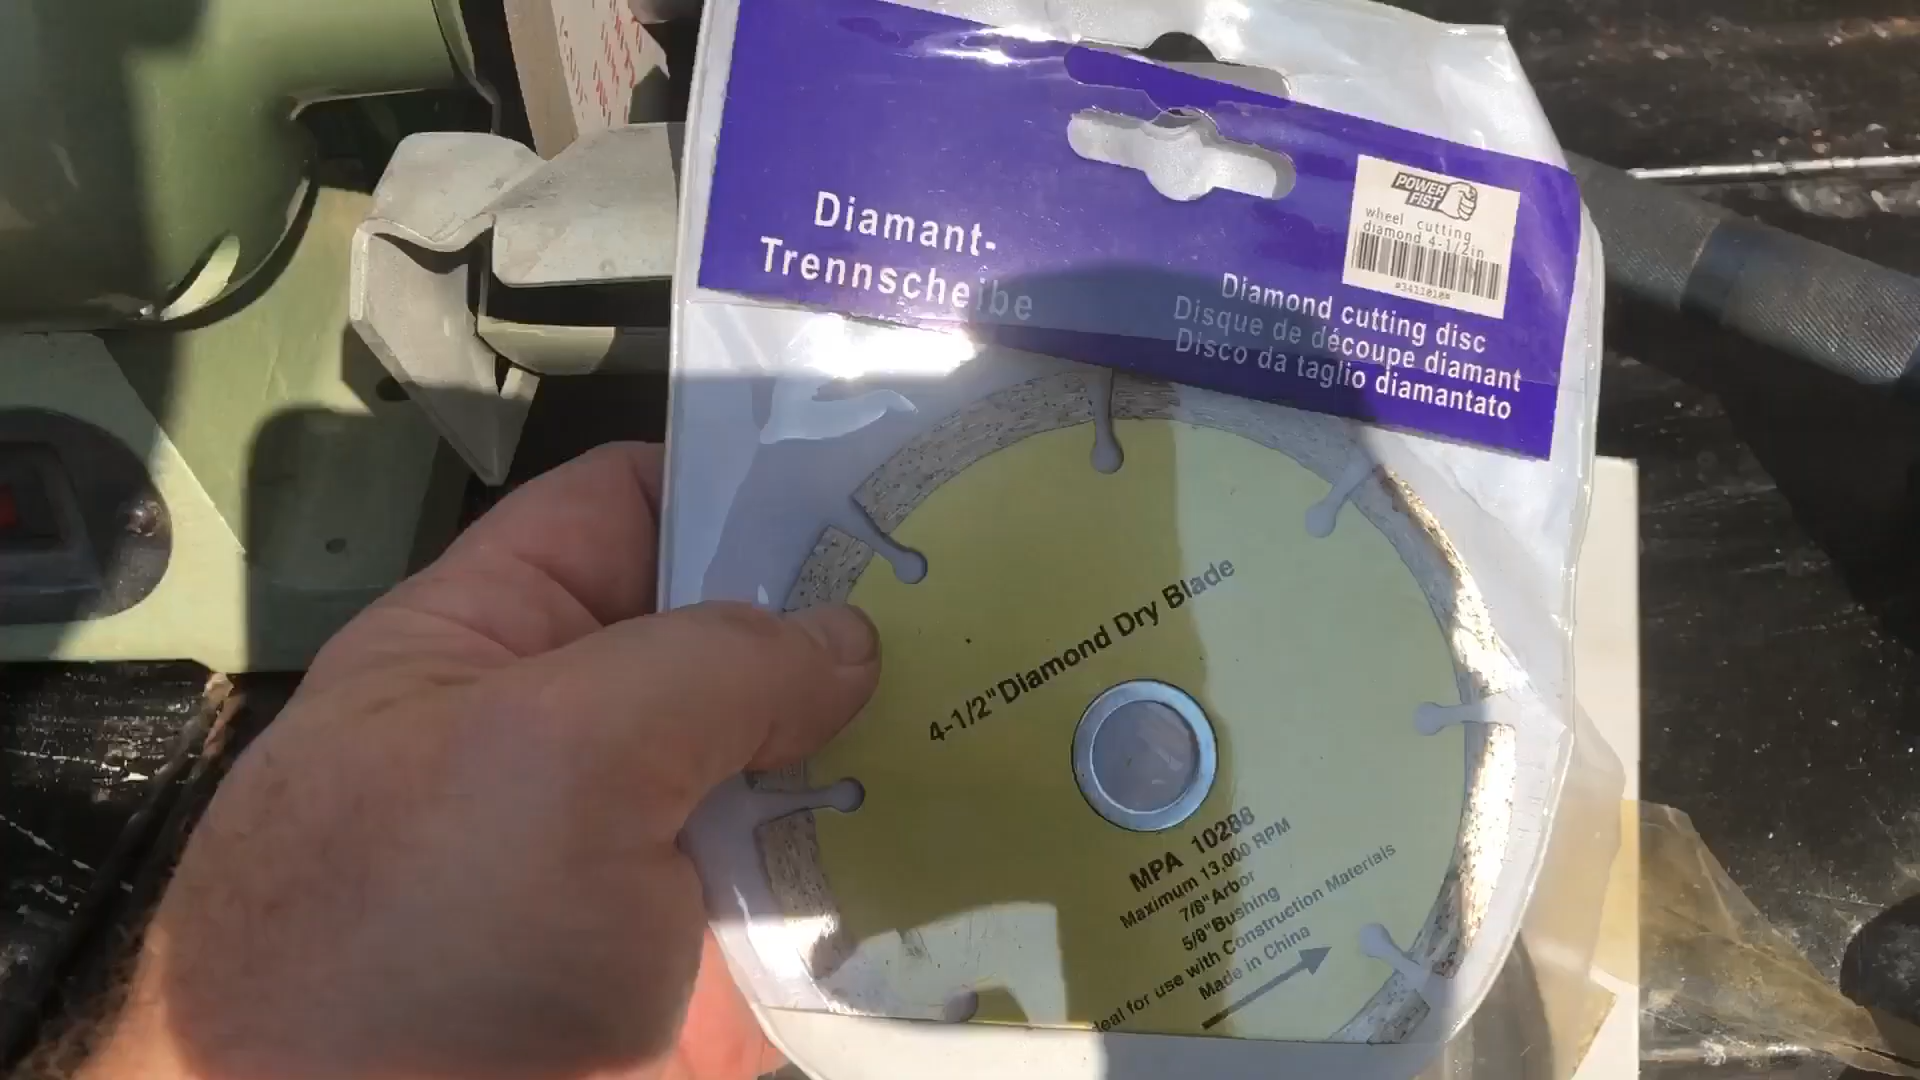 Diamant-
Trennscheibe
POWER
FIST
wheel cutting
diamond 4-1/2in
Diamond cutting disc
Disque de découpe diamant
Disco da taglio diamantato
4-1/2"Diamond Dry Blade
MPA 10288
Maximum 13,000 RPM
7/8"Arbor
5/8"Bushing
Ideal for use with Construction Materials
Made in China